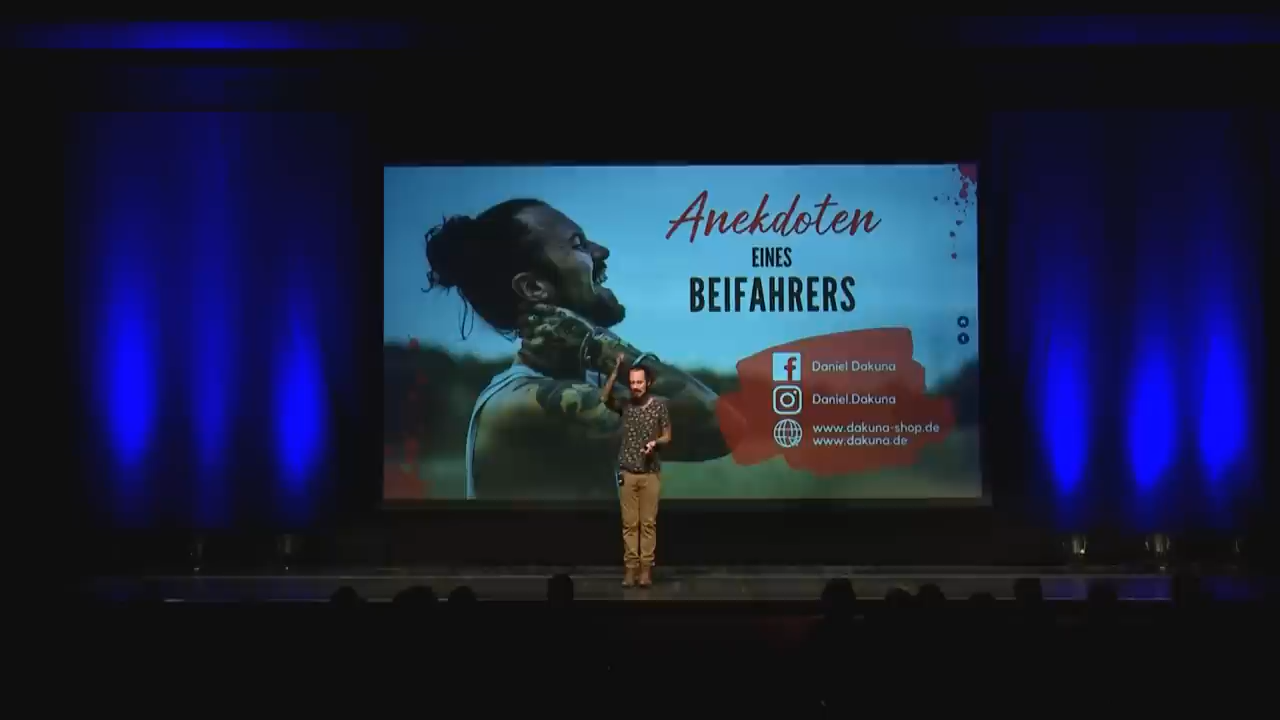 Anekdoten
EINES
BEIFAHRERS
Daniel Dakuna
Daniel.Dakuna
www.dakuna-shop.de
www.dakuna.de